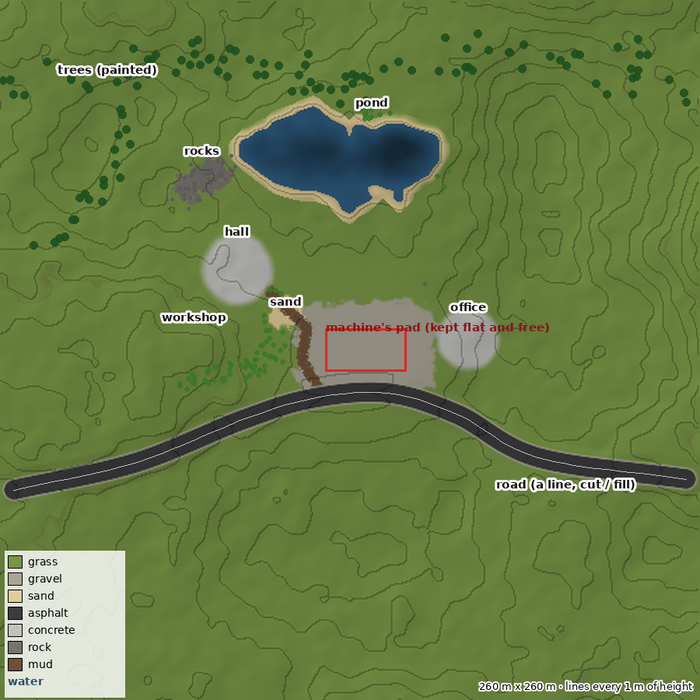 trees (painted)
pond
rocks
hall
sand
workshop
office
machine's pad (kept flat and free)
road (a line, cut / fill)
grass
gravel
sand
asphalt
concrete
rock
mud
water
260 m x 260 m - lines every 1 m of height